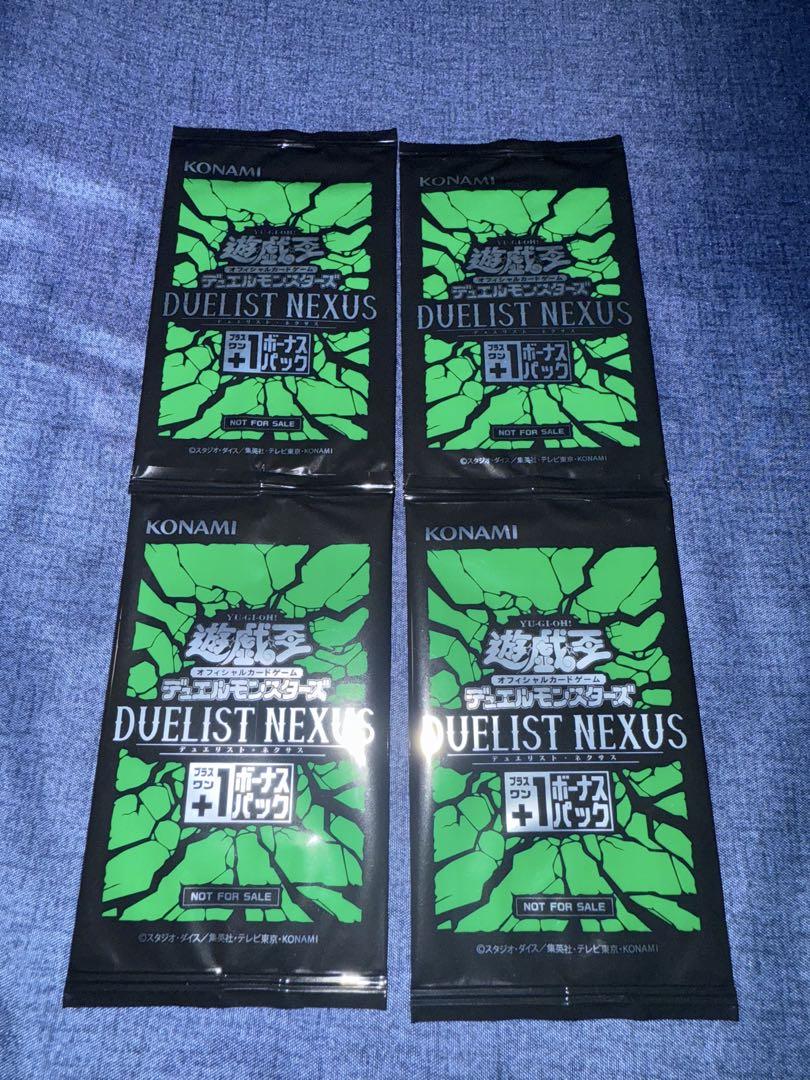 KONAMI
YU-GI-OH!
遊戯王
オフィシャルカードゲーム
デュエルモンスターズ
DUELIST NEXUS
デュエリスト・ネクサス
プラスワン
+1ボーナスパック
NOT FOR SALE
©スタジオ・ダイス/集英社・テレビ東京・KONAMI
KONAMI
YU-GI-OH!
遊戯王
オフィシャルカードゲーム
デュエルモンスターズ
DUELIST NEXUS
デュエリスト・ネクサス
プラスワン
+1ボーナスパック
NOT FOR SALE
©スタジオ・ダイス/集英社・テレビ東京・KONAMI
KONAMI
YU-GI-OH!
遊戯王
オフィシャルカードゲーム
デュエルモンスターズ
DUELIST NEXUS
デュエリスト・ネクサス
プラスワン
+1ボーナスパック
NOT FOR SALE
©スタジオ・ダイス/集英社・テレビ東京・KONAMI
KONAMI
YU-GI-OH!
遊戯王
オフィシャルカードゲーム
デュエルモンスターズ
DUELIST NEXUS
デュエリスト・ネクサス
プラスワン
+1ボーナスパック
NOT FOR SALE
©スタジオ・ダイス/集英社・テレビ東京・KONAMI